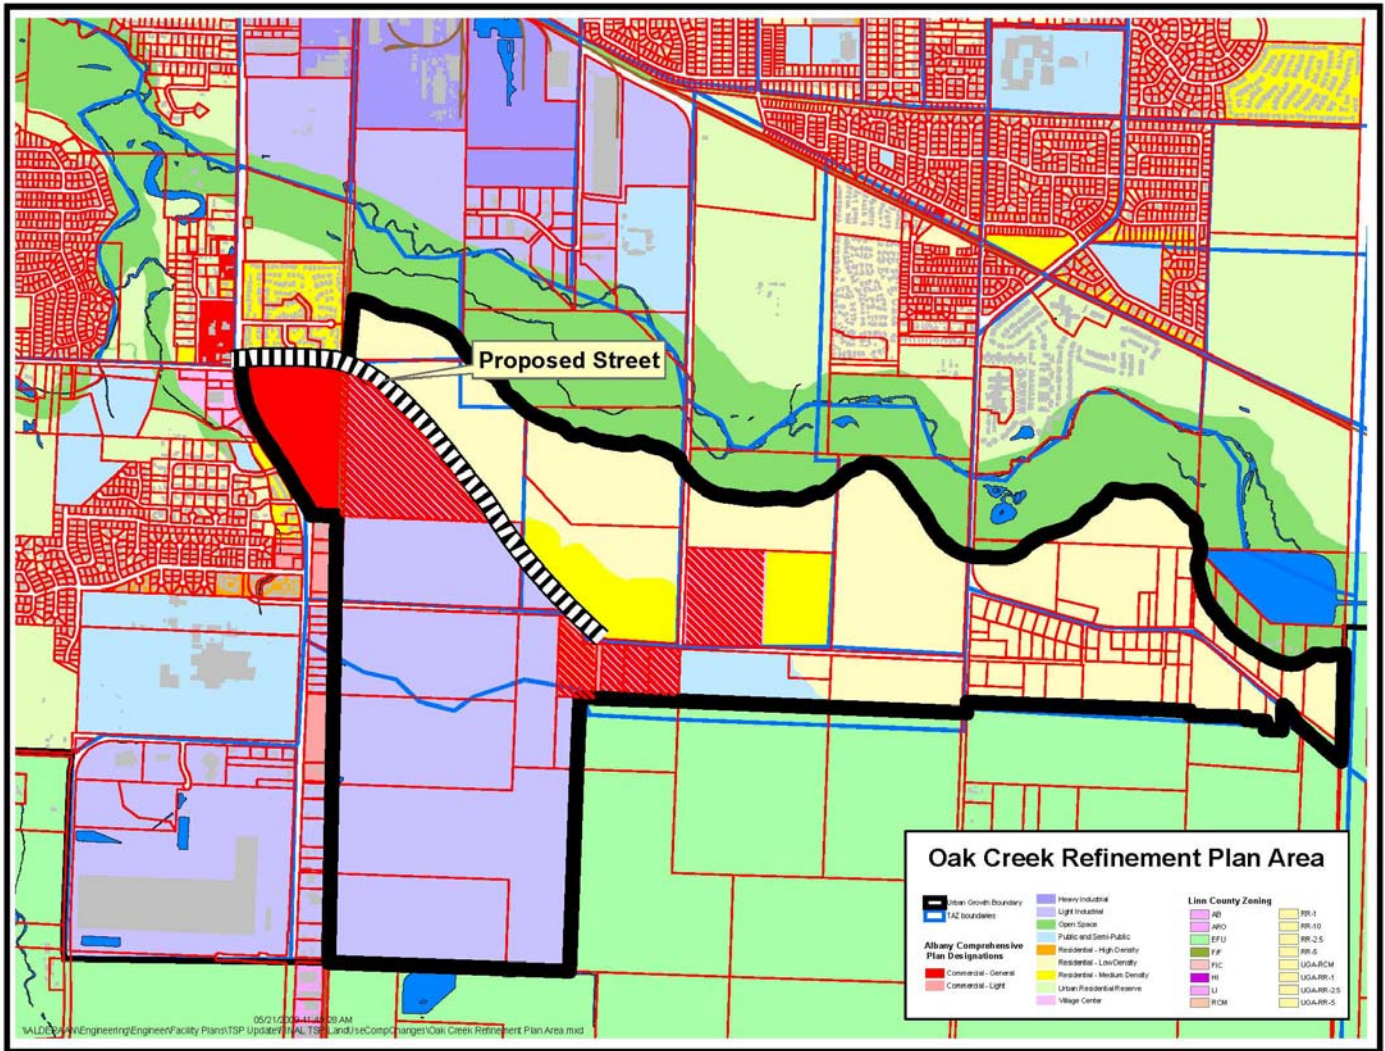 Proposed Street
Oak Creek Refinement Plan Area
Urban Growth Boundary
TAZ boundaries
Albany Comprehensive
Plan Designations
Commercial - General
Commercial - Light
Heavy Industrial
Light Industrial
Open Space
Public and Semi-Public
Residential - High Density
Residential - Low Density
Residential - Medium Density
Urban Residential Reserve
Village Center
Linn County Zoning
AB
ARO
EFU
F/F
FIC
HI
LI
RCM
RR-1
RR-10
RR-2.5
RR-5
UGA-RCM
UGA-RR-1
UGA-RR-2.5
UGA-RR-5
05/21/2009 AM
Plans\TSP \Oak Creek Refinement Plan Area.mxd